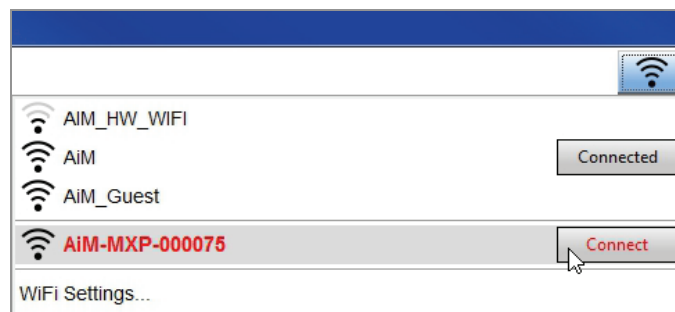 AIM_HW_WIFI
AiM Connected
AiM_Guest
AiM-MXP-000075 Connect
WiFi Settings...